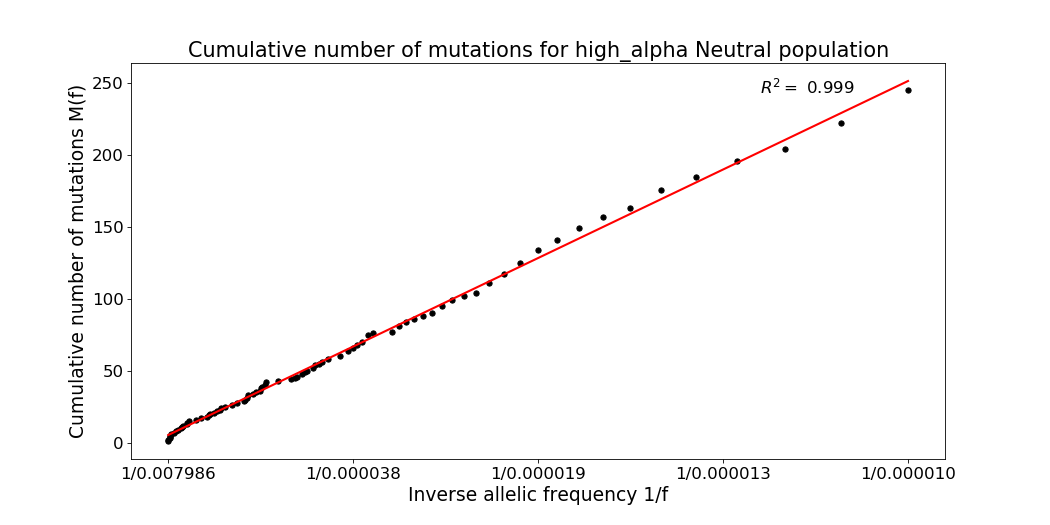 Cumulative number of mutations for high_alpha Neutral population
R² = 0.999
Cumulative number of mutations M(f)
250
200
150
100
50
0
1/0.007986 1/0.000038 1/0.000019 1/0.000013 1/0.000010
Inverse allelic frequency 1/f